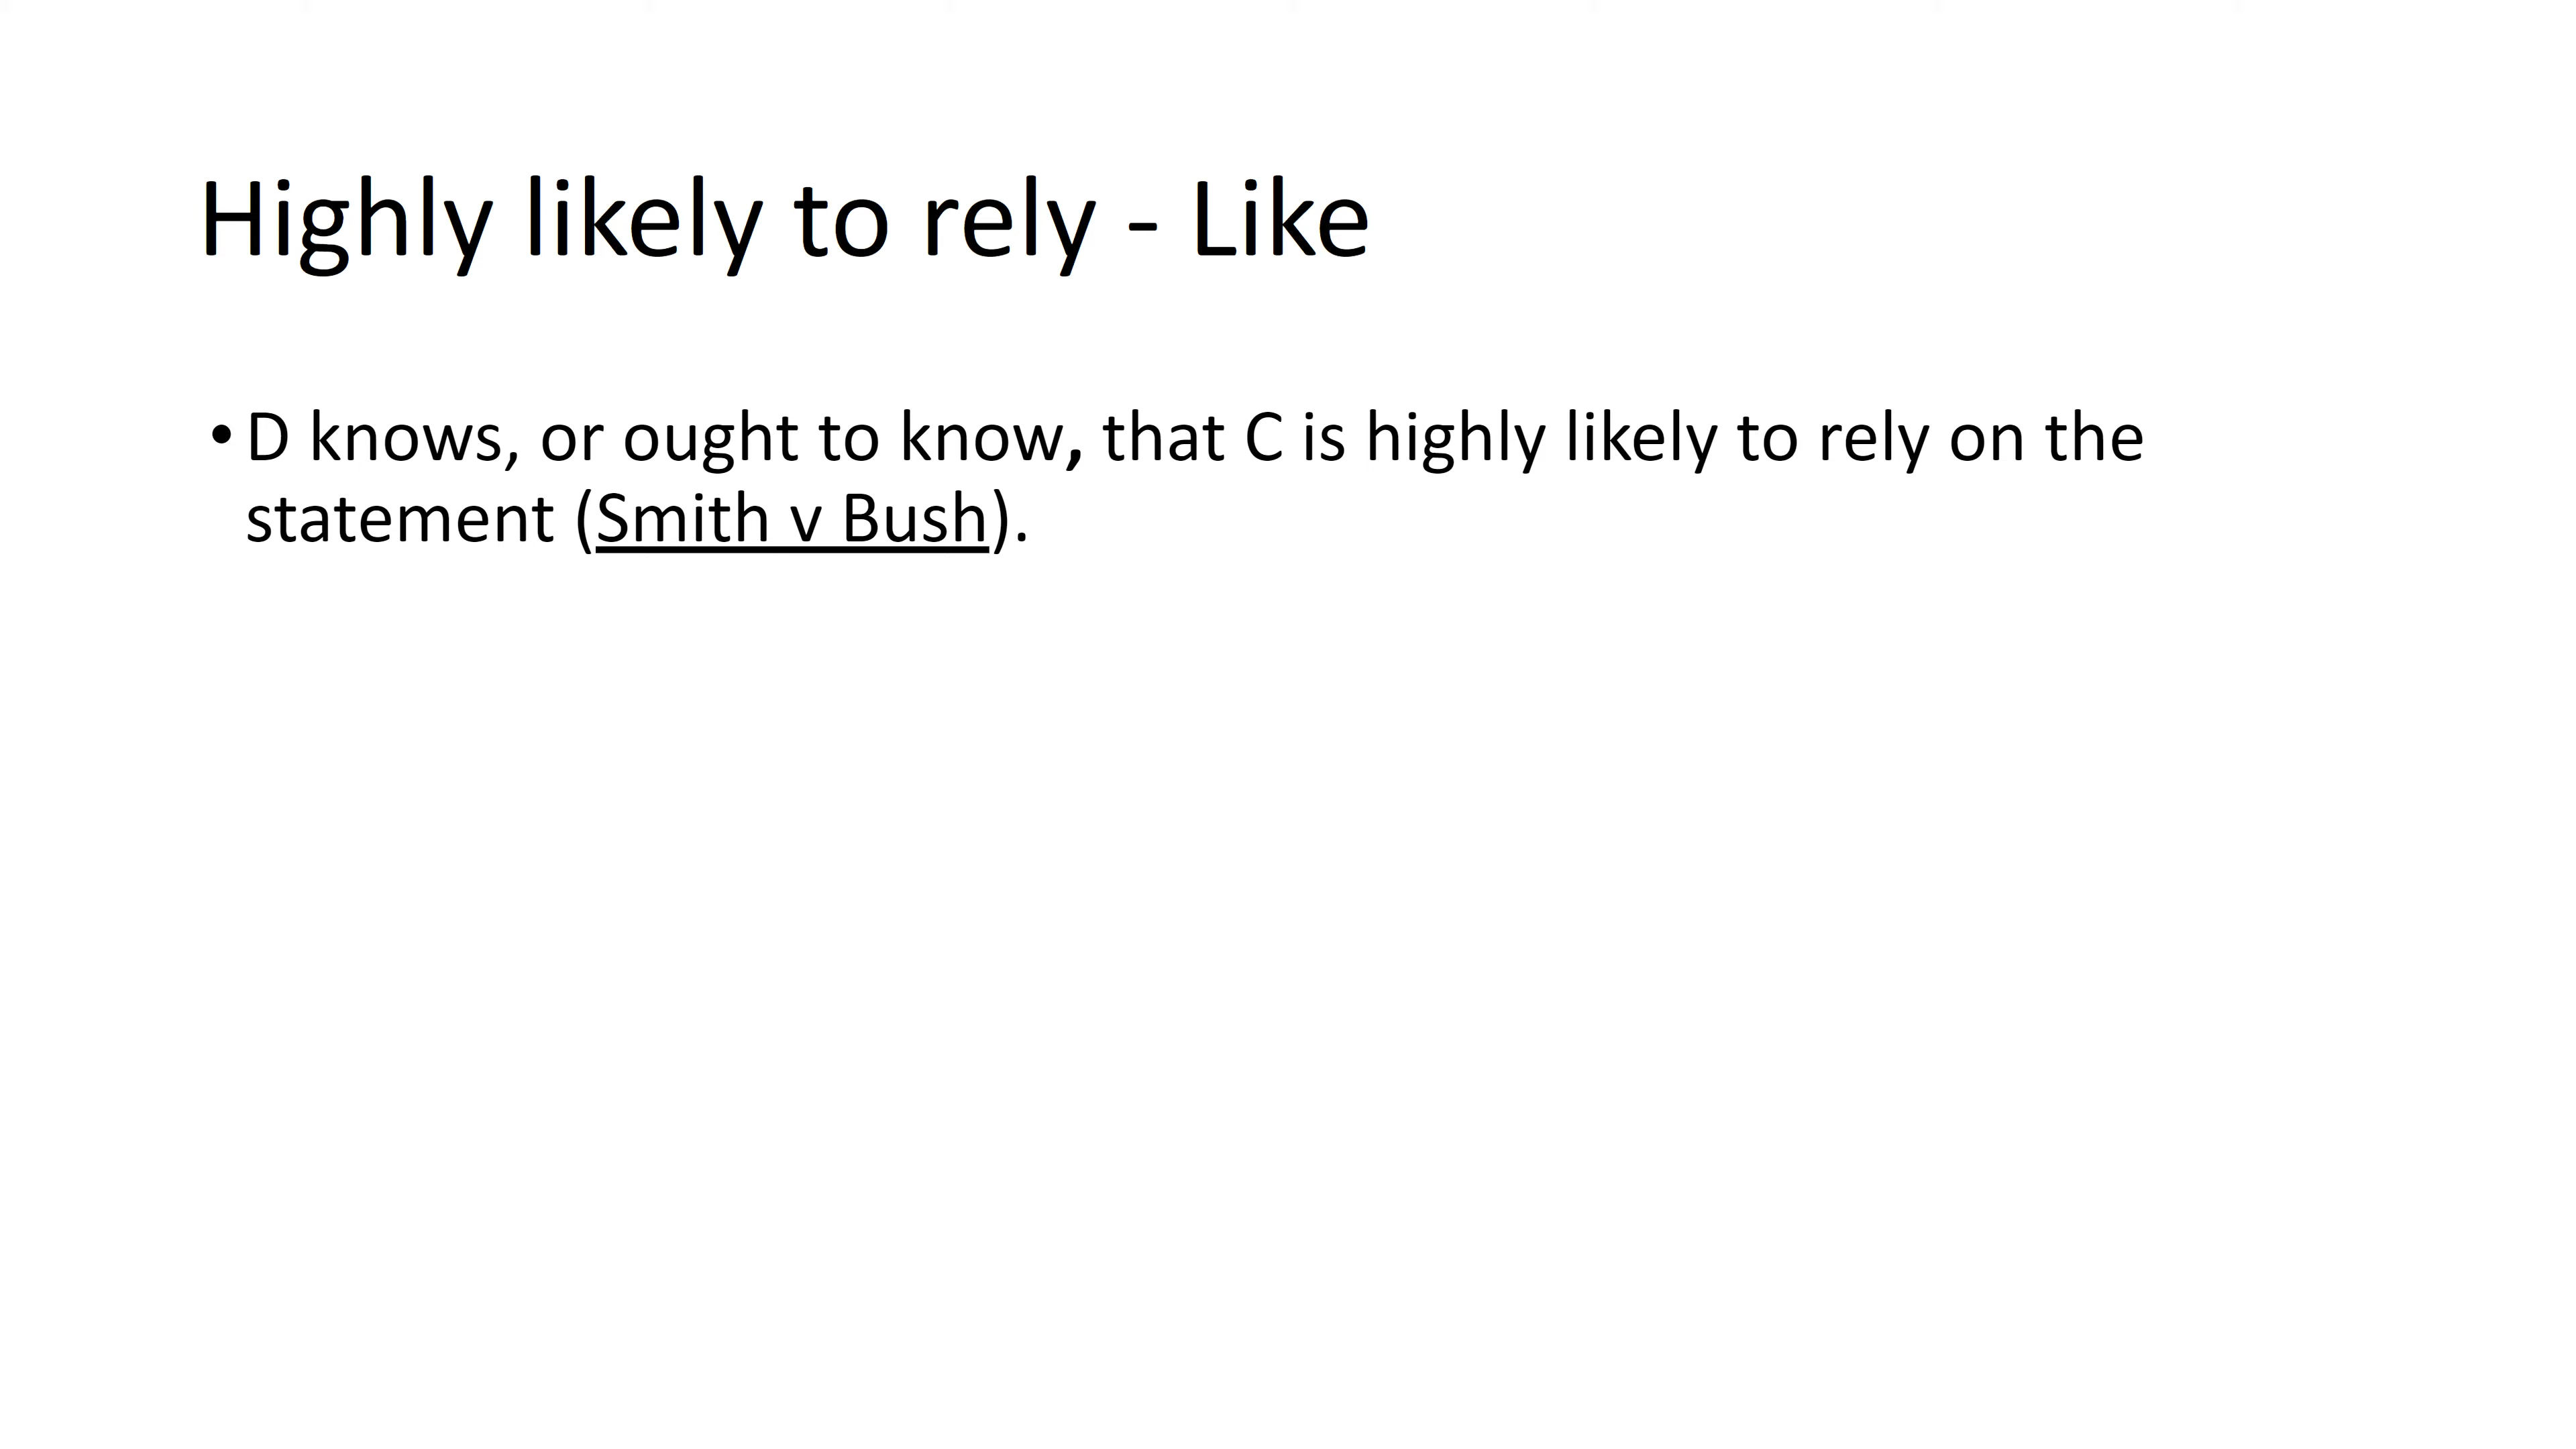 Highly likely to rely - Like
• D knows, or ought to know, that C is highly likely to rely on the
statement (Smith v Bush).